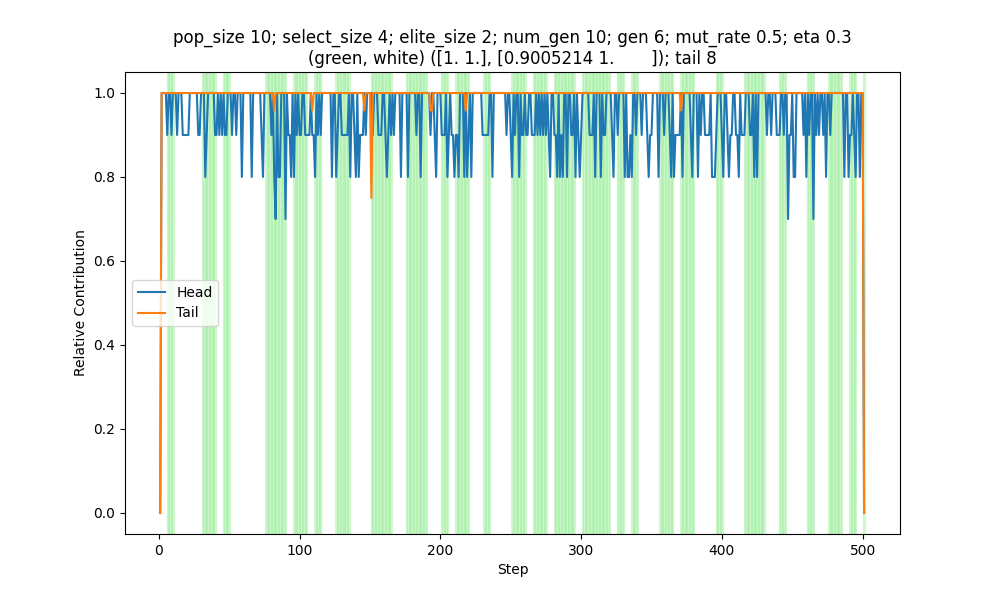 pop_size 10; select_size 4; elite_size 2; num_gen 10; gen 6; mut_rate 0.5; eta 0.3
(green, white) ([1. 1.], [0.9005214 1.        ]); tail 8
1.0
0.8
0.6
0.4
0.2
0.0
Relative Contribution
Head
Tail
0
100
200
300
400
500
Step